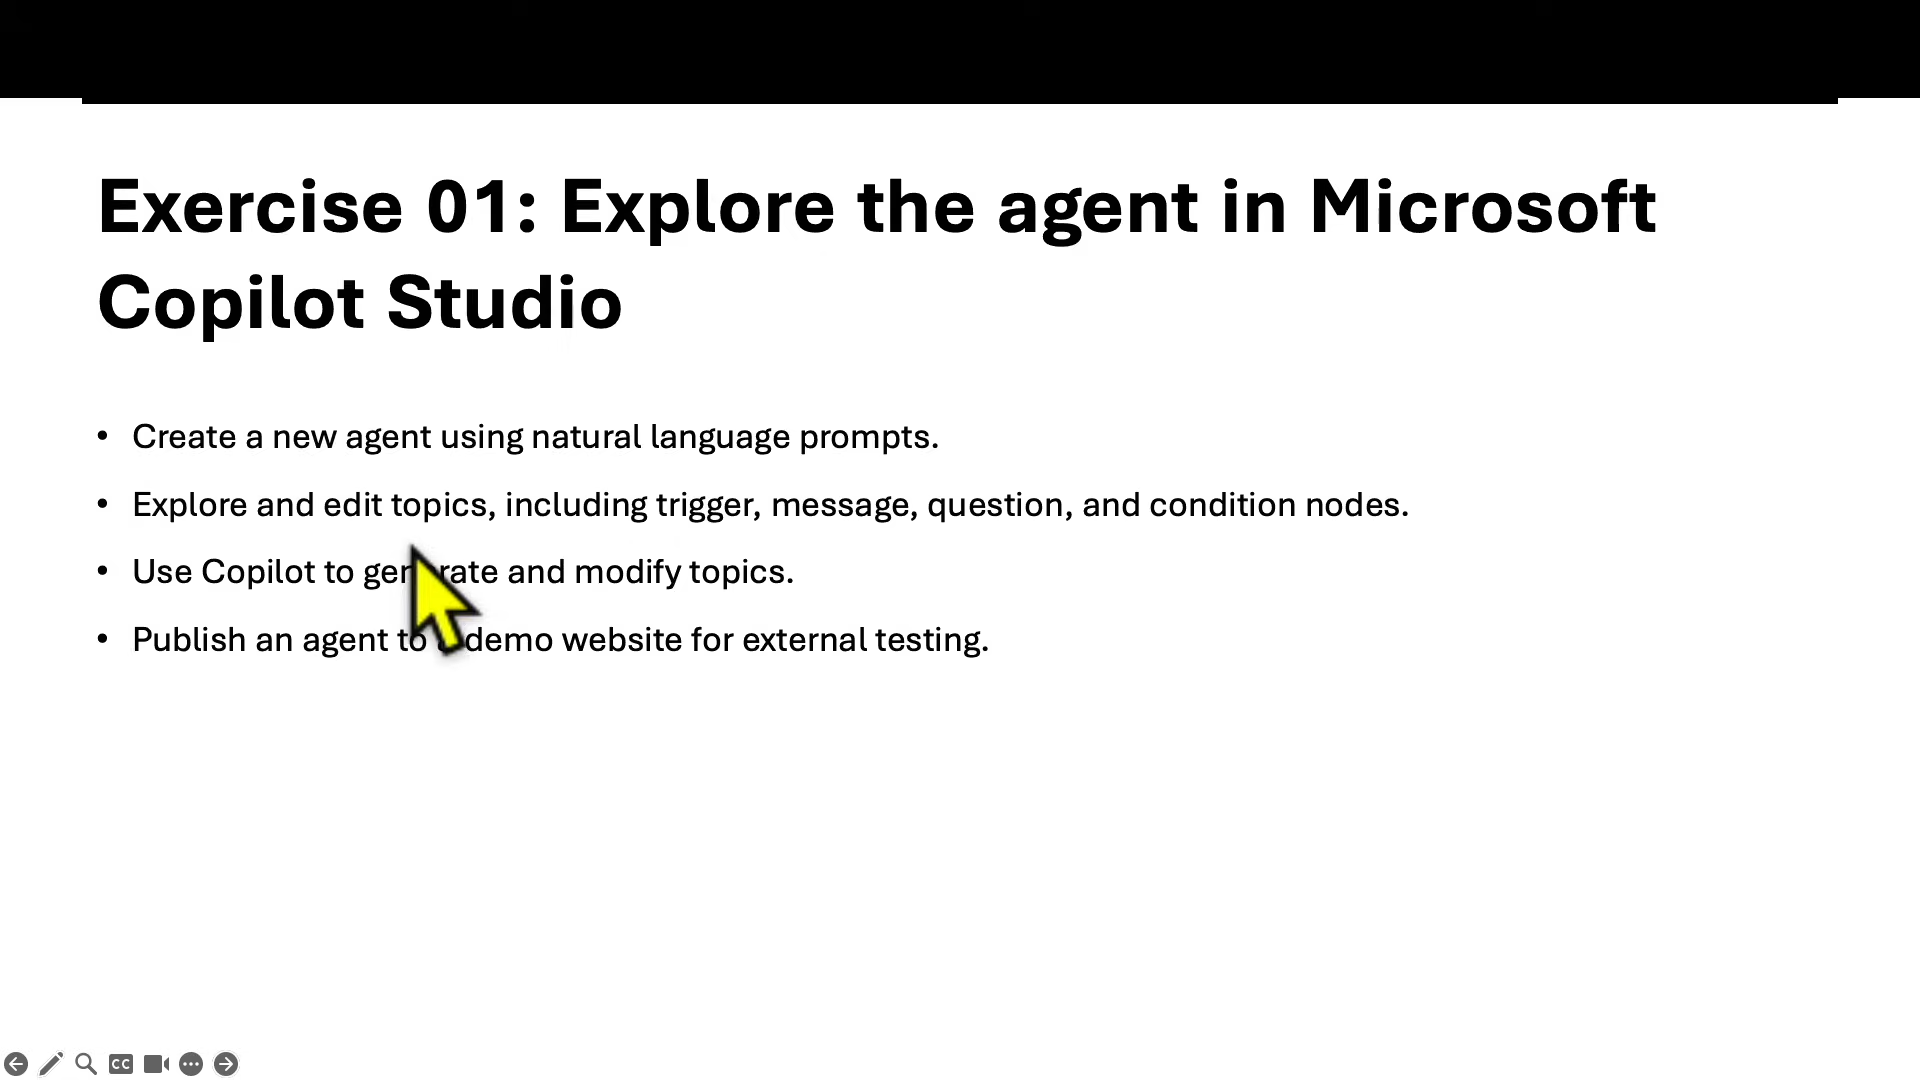 Exercise 01: Explore the agent in Microsoft
Copilot Studio
• Create a new agent using natural language prompts.
• Explore and edit topics, including trigger, message, question, and condition nodes.
• Use Copilot to generate and modify topics.
• Publish an agent to demo website for external testing.
CC